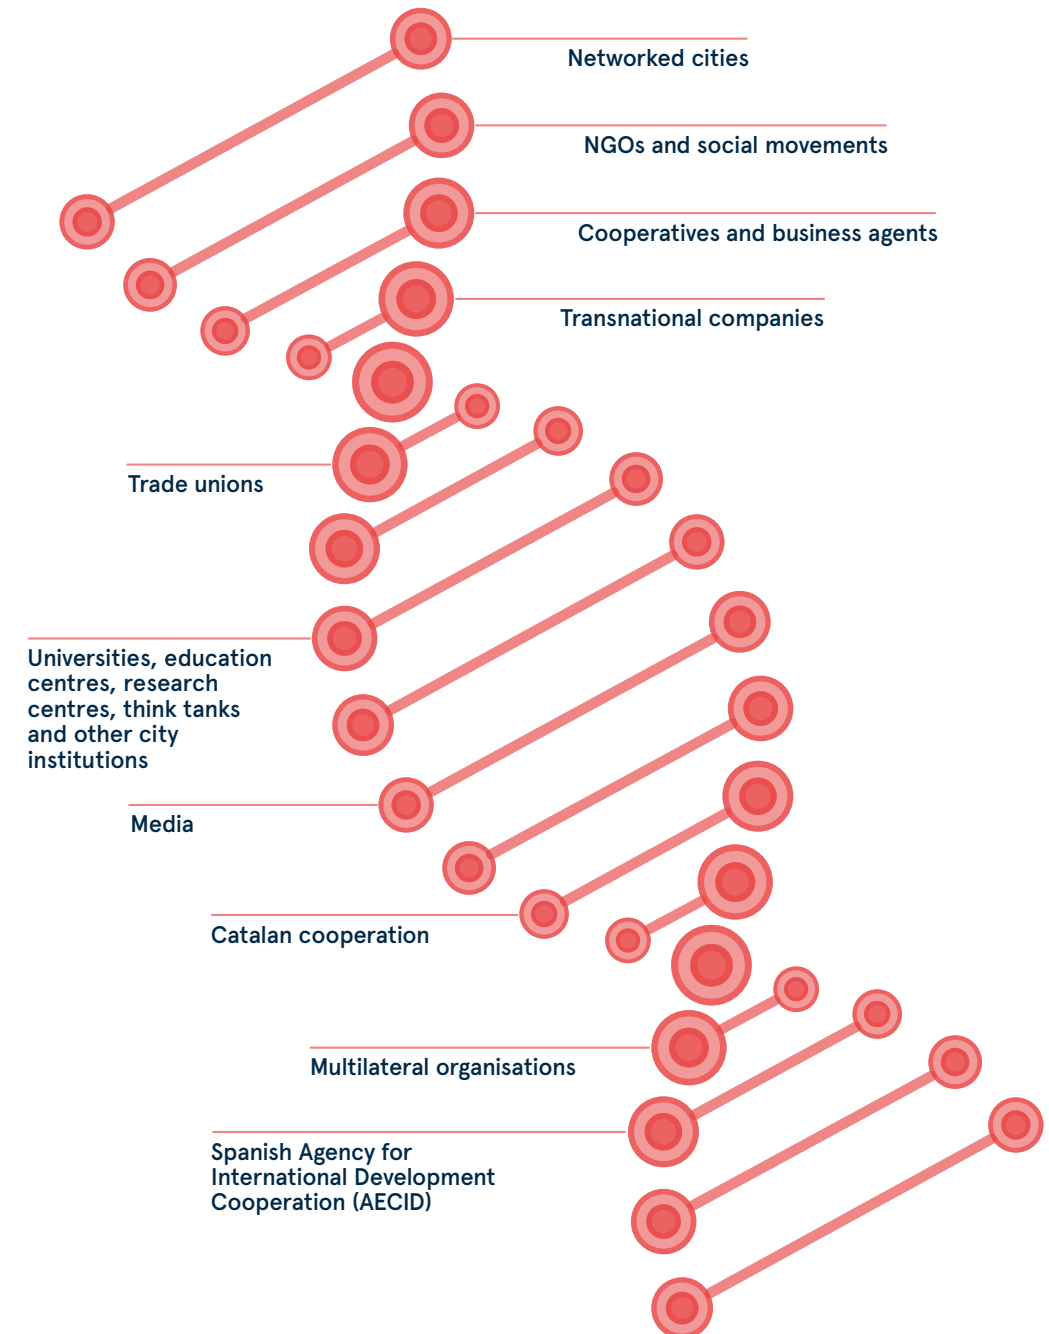 Networked cities
NGOs and social movements
Cooperatives and business agents
Transnational companies
Trade unions
Universities, education
centres, research
centres, think tanks
and other city
institutions
Media
Catalan cooperation
Multilateral organisations
Spanish Agency for
International Development
Cooperation (AECID)